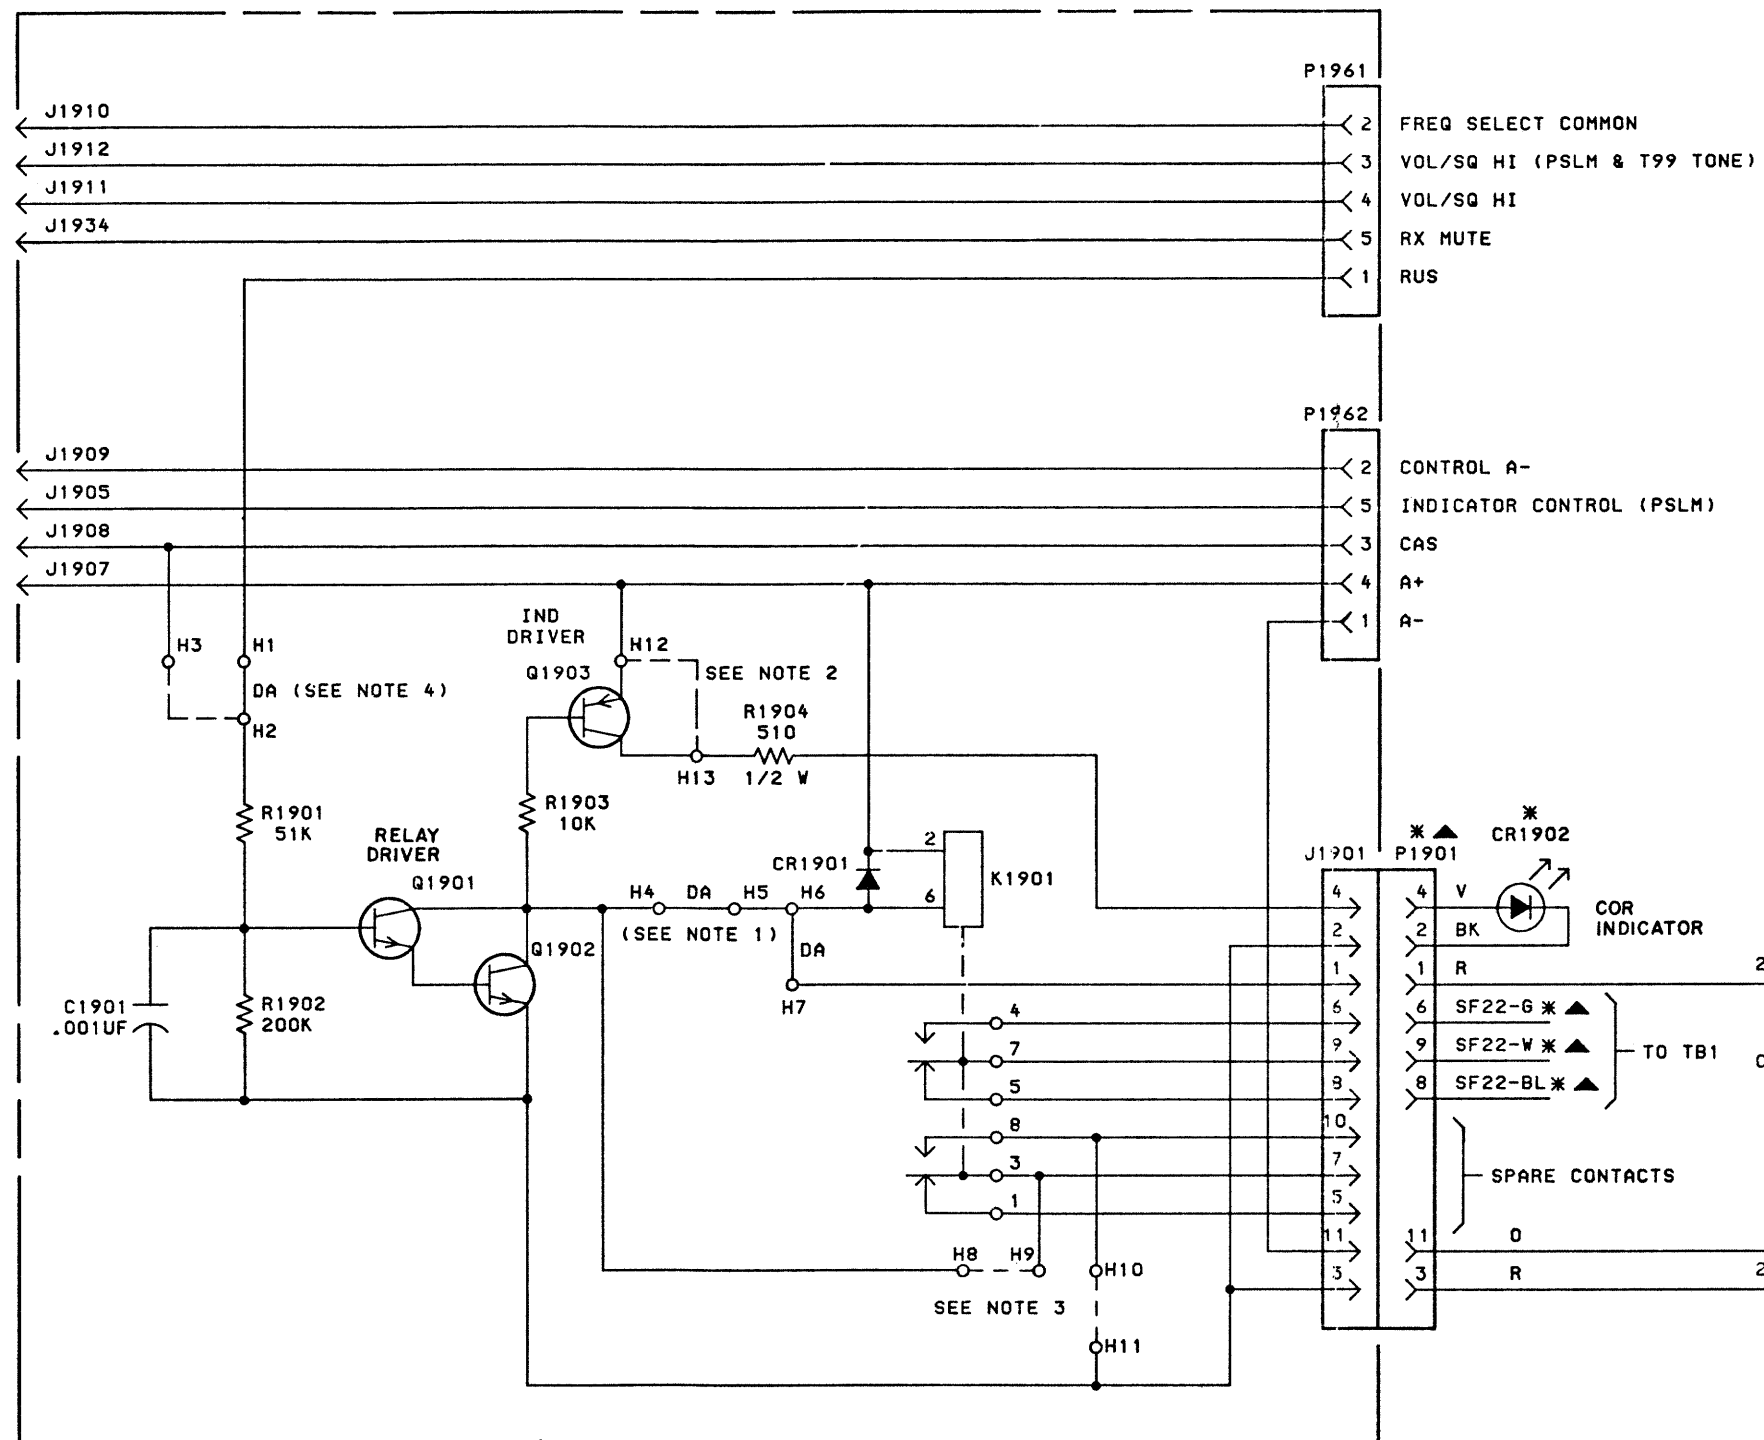 P1961
J1910
2 FREQ SELECT COMMON
J1912
3 VOL/SQ HI (PSLM & T99 TONE)
J1911
4 VOL/SQ HI
J1934
5 RX MUTE
1 RUS
P1962
J1909
2 CONTROL A-
J1905
5 INDICATOR CONTROL (PSLM)
J1908
3 CAS
J1907
4 A+
1 A-
IND
DRIVER
Q1903
H3
H1
H12
SEE NOTE 2
DA (SEE NOTE 4)
H2
R1904
510
1/2 W
H13
R1901
51K
R1903
10K
RELAY
DRIVER
Q1901
CR1901
2
6
K1901
H4 DA H5 H6
(SEE NOTE 1)
DA
H7
Q1902
C1901
.001UF
R1902
200K
* ▲
J1901 P1901
*
CR1902
4 4 V
2 2 BK
COR
INDICATOR
1 1 R 2
4 6 6 SF22-G * ▲
7 9 9 SF22-W * ▲
TO TB1
5 8 8 SF22-BL * ▲
8 10
3 7
SPARE CONTACTS
1 5
11 11 O
3 3 R 2
H8 H9
H10
SEE NOTE 3
H11